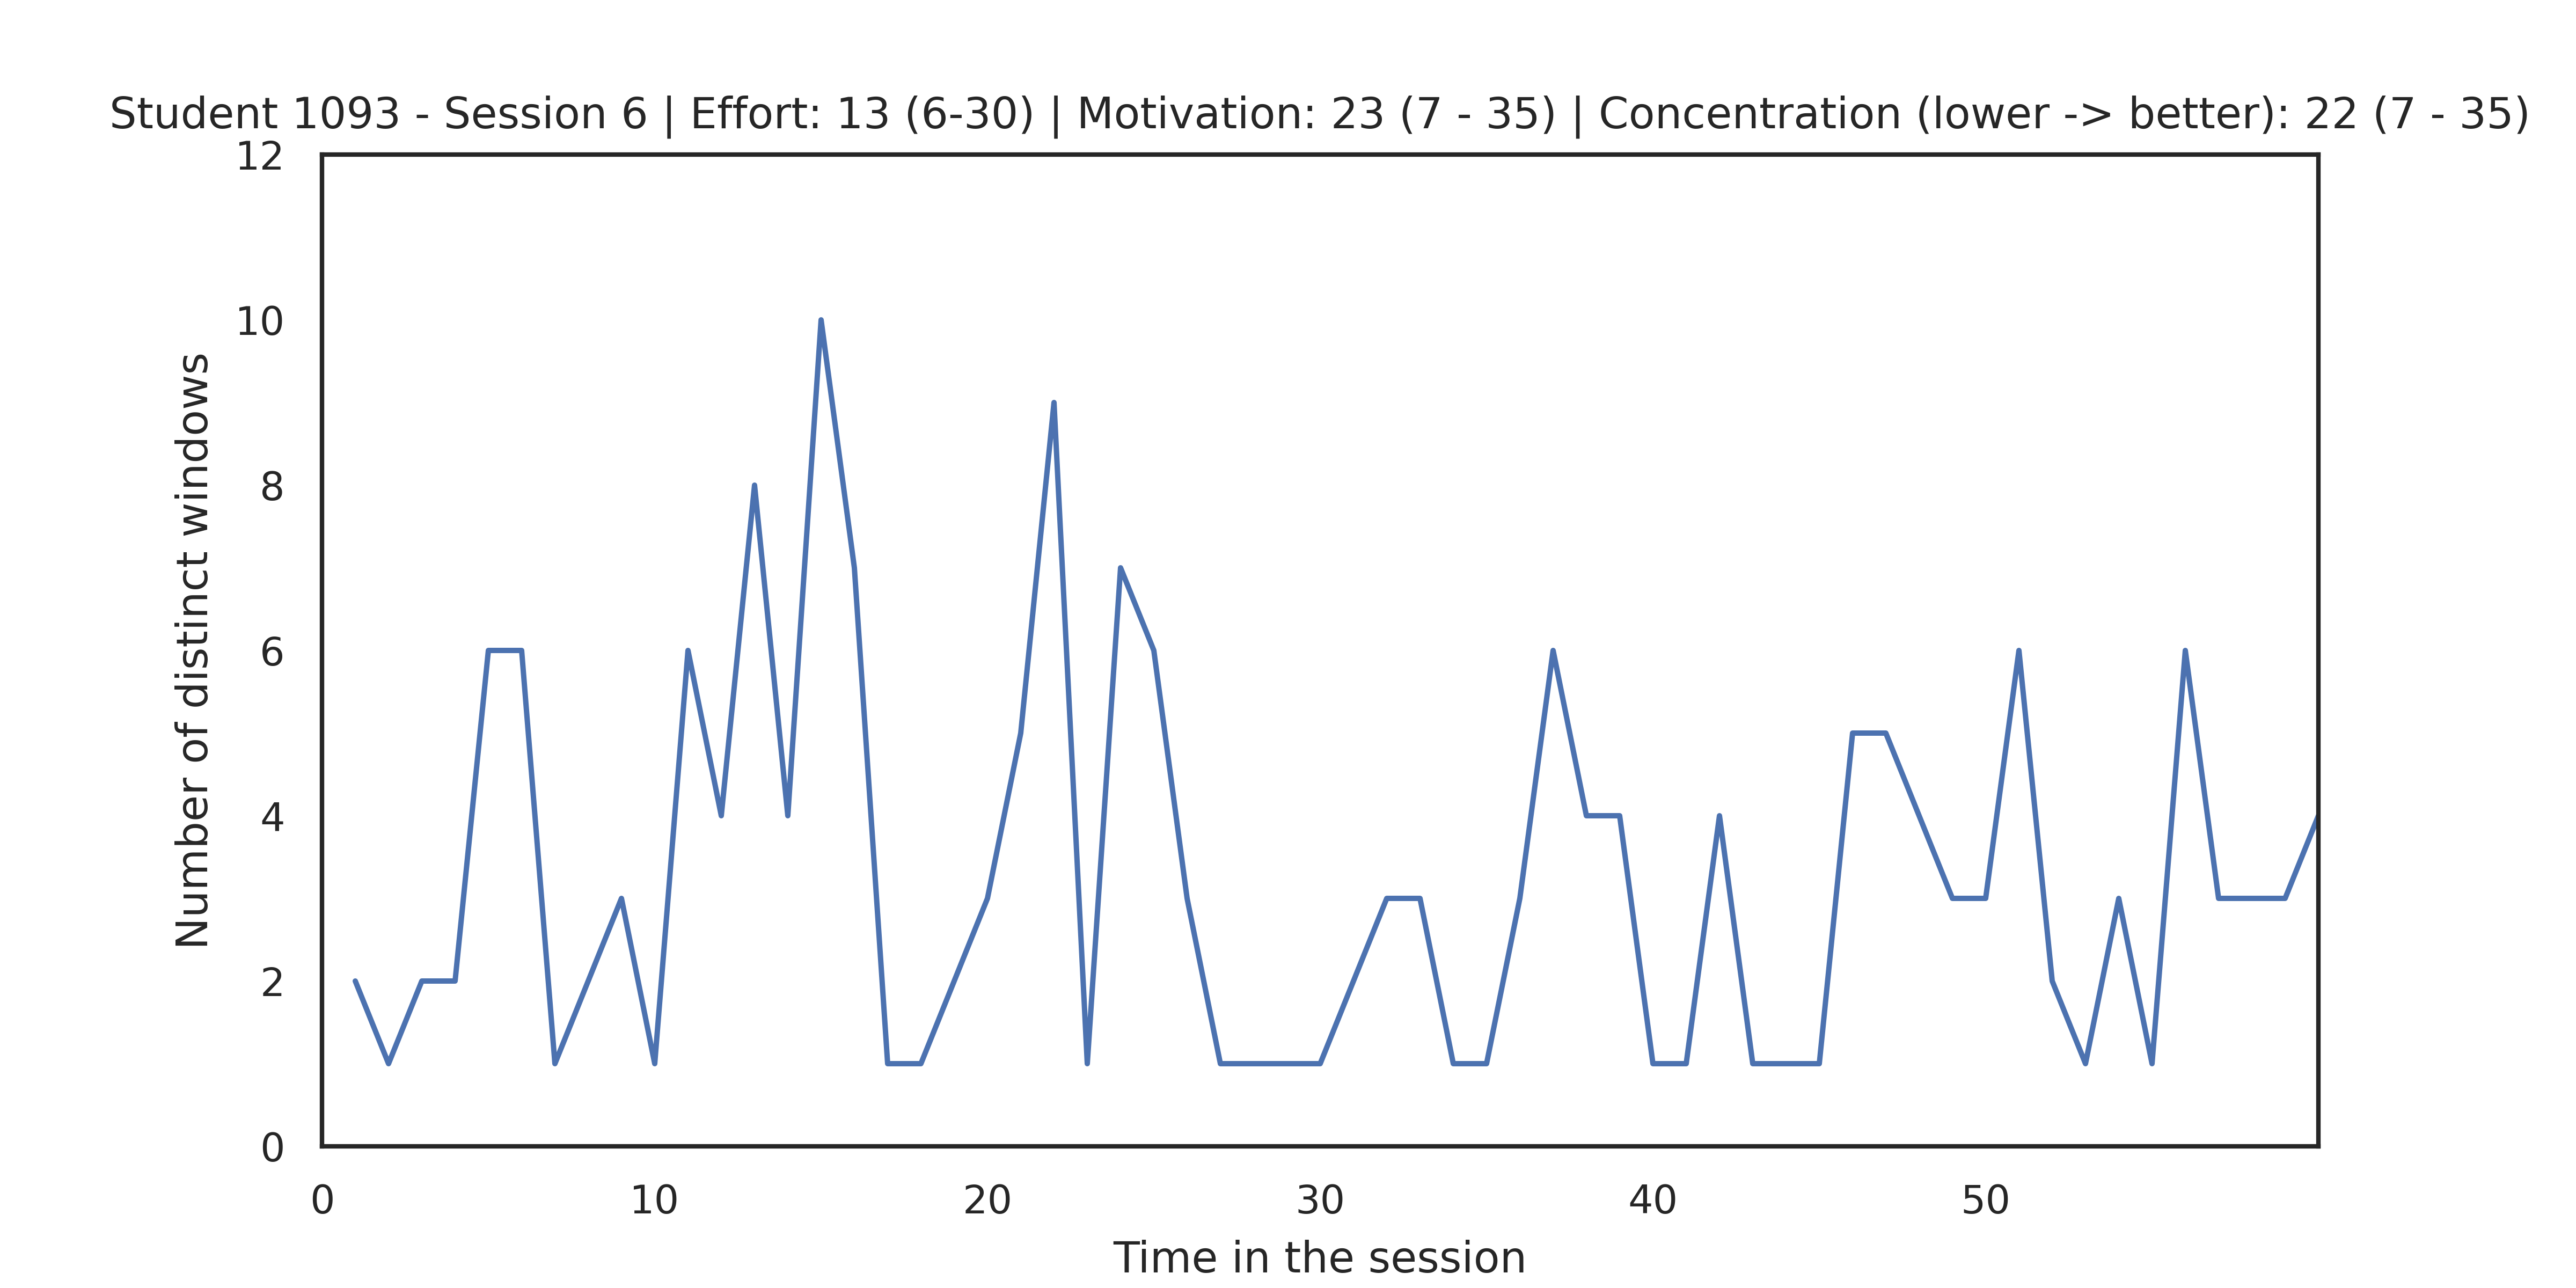 Student 1093 - Session 6 | Effort: 13 (6-30) | Motivation: 23 (7 - 35) | Concentration (lower -> better): 22 (7 - 35)
12
10
8
6
4
2
0
Number of distinct windows
0 10 20 30 40 50
Time in the session